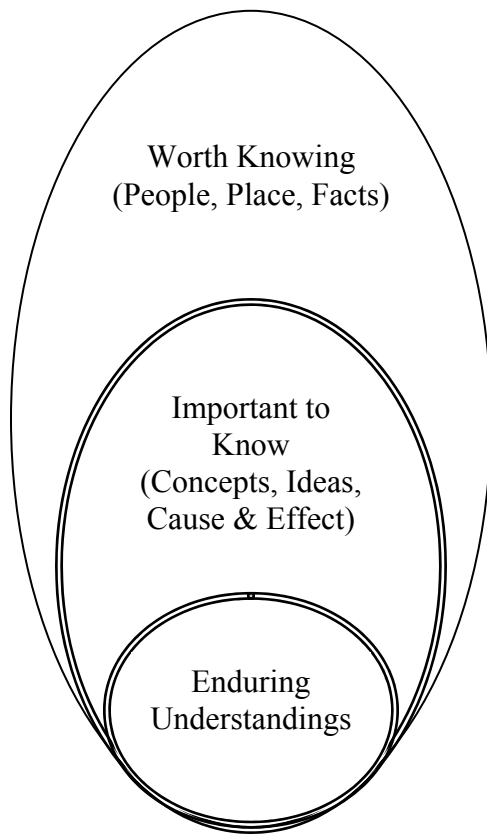 Worth Knowing
(People, Place, Facts)
Important to
Know
(Concepts, Ideas,
Cause & Effect)
Enduring
Understandings